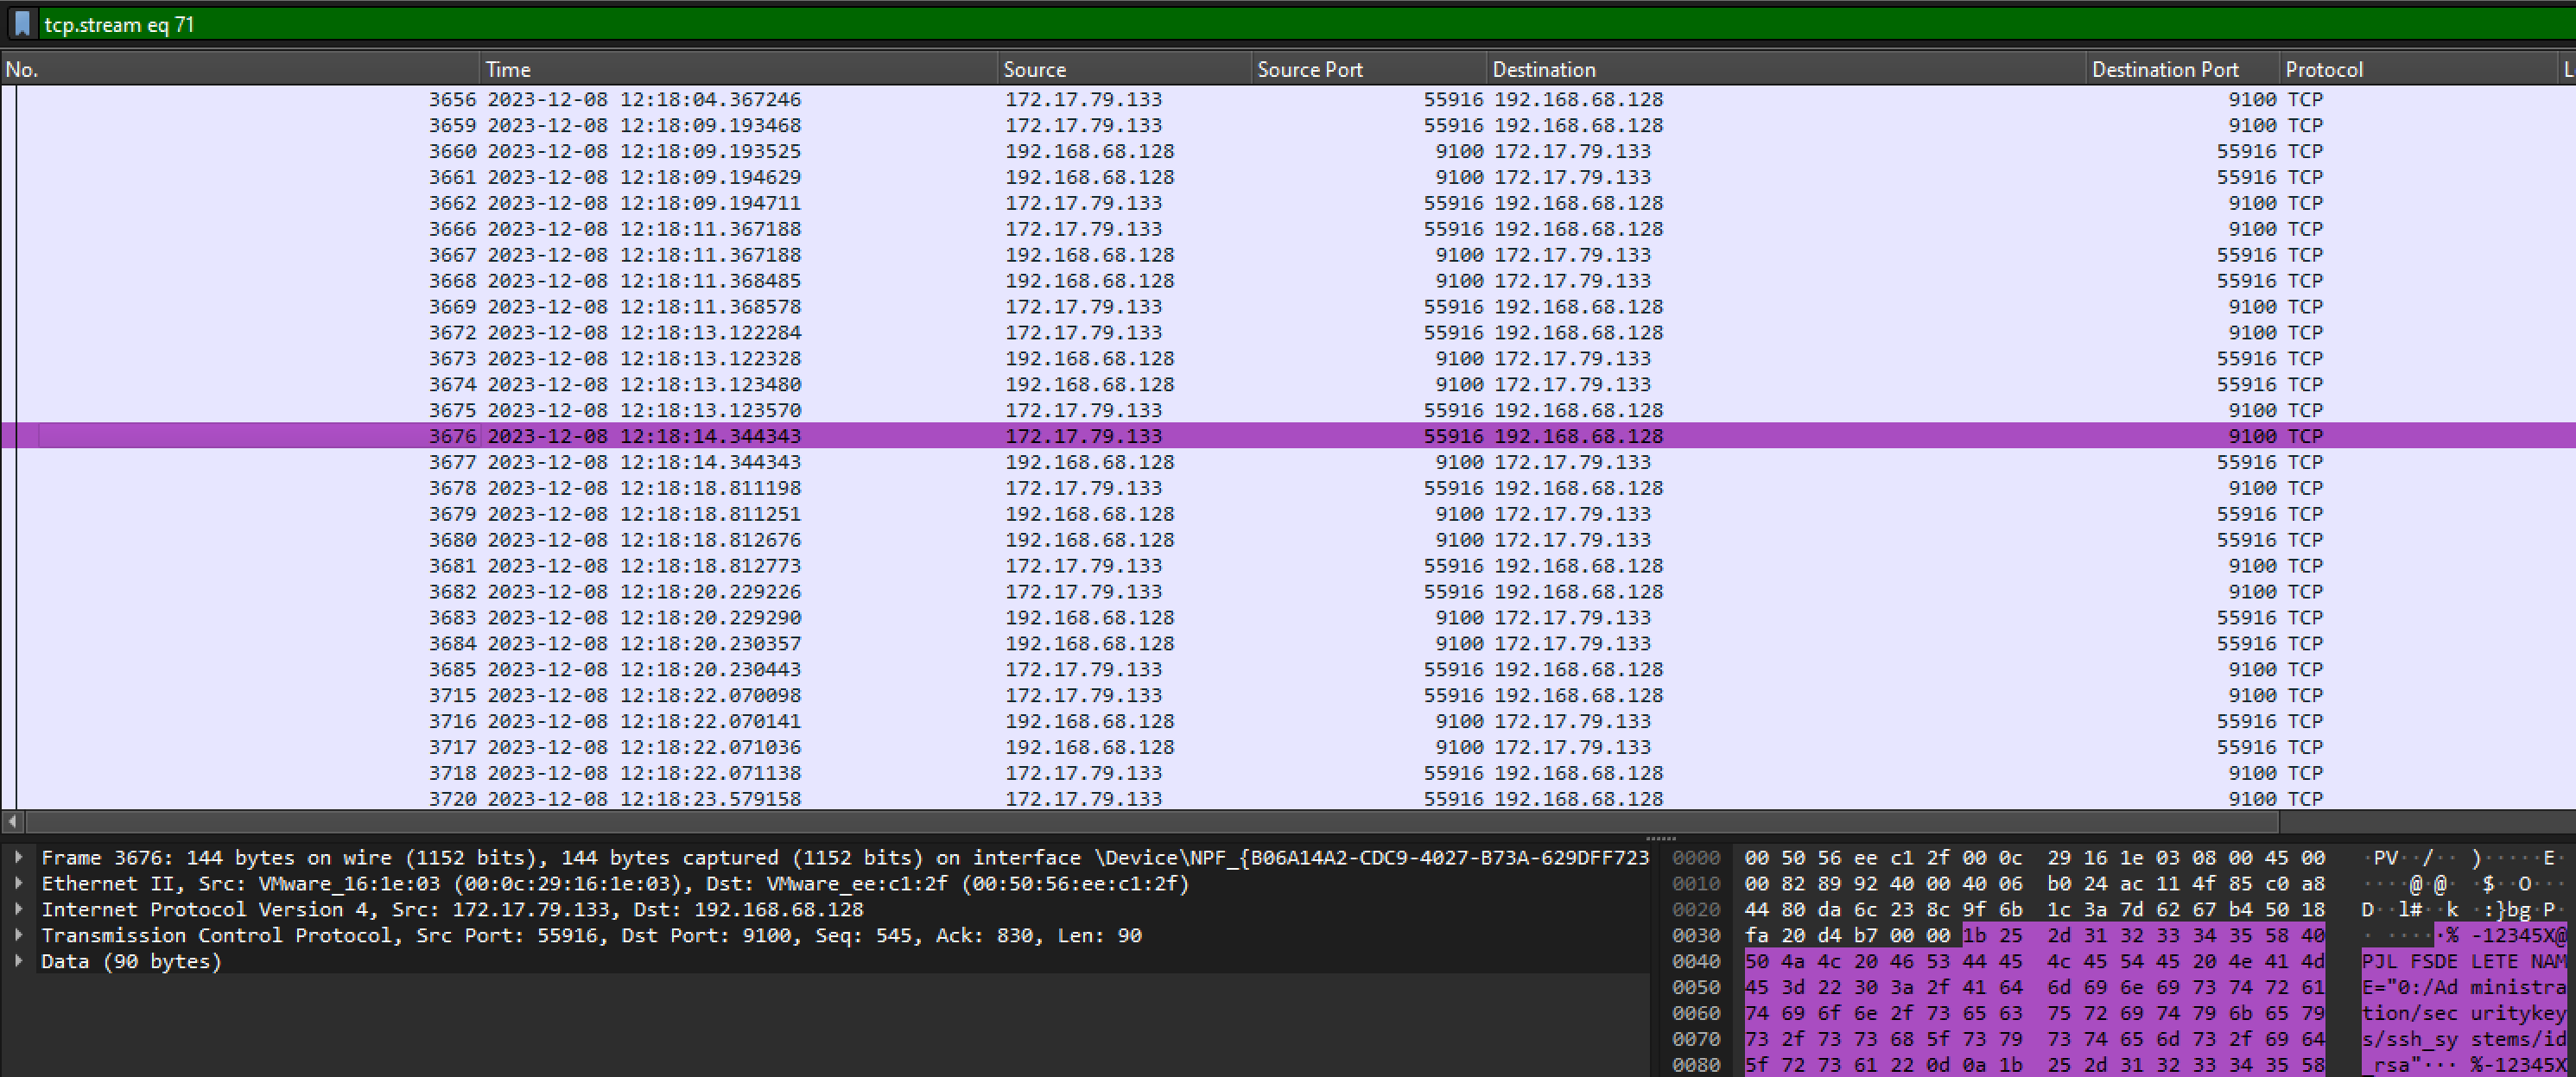 tcp.stream eq 71
No. Time Source Source Port Destination Destination Port Protocol L
3656 2023-12-08 12:18:04.367246 172.17.79.133 55916 192.168.68.128 9100 TCP
3659 2023-12-08 12:18:09.193468 172.17.79.133 55916 192.168.68.128 9100 TCP
3660 2023-12-08 12:18:09.193525 192.168.68.128 9100 172.17.79.133 55916 TCP
3661 2023-12-08 12:18:09.194629 192.168.68.128 9100 172.17.79.133 55916 TCP
3662 2023-12-08 12:18:09.194711 172.17.79.133 55916 192.168.68.128 9100 TCP
3666 2023-12-08 12:18:11.367188 172.17.79.133 55916 192.168.68.128 9100 TCP
3667 2023-12-08 12:18:11.367188 192.168.68.128 9100 172.17.79.133 55916 TCP
3668 2023-12-08 12:18:11.368485 192.168.68.128 9100 172.17.79.133 55916 TCP
3669 2023-12-08 12:18:11.368578 172.17.79.133 55916 192.168.68.128 9100 TCP
3672 2023-12-08 12:18:13.122284 172.17.79.133 55916 192.168.68.128 9100 TCP
3673 2023-12-08 12:18:13.122328 192.168.68.128 9100 172.17.79.133 55916 TCP
3674 2023-12-08 12:18:13.123480 192.168.68.128 9100 172.17.79.133 55916 TCP
3675 2023-12-08 12:18:13.123570 172.17.79.133 55916 192.168.68.128 9100 TCP
3676 2023-12-08 12:18:14.344343 172.17.79.133 55916 192.168.68.128 9100 TCP
3677 2023-12-08 12:18:14.344343 192.168.68.128 9100 172.17.79.133 55916 TCP
3678 2023-12-08 12:18:18.811198 172.17.79.133 55916 192.168.68.128 9100 TCP
3679 2023-12-08 12:18:18.811251 192.168.68.128 9100 172.17.79.133 55916 TCP
3680 2023-12-08 12:18:18.812676 192.168.68.128 9100 172.17.79.133 55916 TCP
3681 2023-12-08 12:18:18.812773 172.17.79.133 55916 192.168.68.128 9100 TCP
3682 2023-12-08 12:18:20.229226 172.17.79.133 55916 192.168.68.128 9100 TCP
3683 2023-12-08 12:18:20.229290 192.168.68.128 9100 172.17.79.133 55916 TCP
3684 2023-12-08 12:18:20.230357 192.168.68.128 9100 172.17.79.133 55916 TCP
3685 2023-12-08 12:18:20.230443 172.17.79.133 55916 192.168.68.128 9100 TCP
3715 2023-12-08 12:18:22.070098 172.17.79.133 55916 192.168.68.128 9100 TCP
3716 2023-12-08 12:18:22.070141 192.168.68.128 9100 172.17.79.133 55916 TCP
3717 2023-12-08 12:18:22.071036 192.168.68.128 9100 172.17.79.133 55916 TCP
3718 2023-12-08 12:18:22.071138 172.17.79.133 55916 192.168.68.128 9100 TCP
3720 2023-12-08 12:18:23.579158 172.17.79.133 55916 192.168.68.128 9100 TCP
Frame 3676: 144 bytes on wire (1152 bits), 144 bytes captured (1152 bits) on interface \Device\NPF_{B06A14A2-CDC9-4027-B73A-629DFF723
Ethernet II, Src: VMware_16:1e:03 (00:0c:29:16:1e:03), Dst: VMware_ee:c1:2f (00:50:56:ee:c1:2f)
Internet Protocol Version 4, Src: 172.17.79.133, Dst: 192.168.68.128
Transmission Control Protocol, Src Port: 55916, Dst Port: 9100, Seq: 545, Ack: 830, Len: 90
Data (90 bytes)
0000 00 50 56 ee c1 2f 00 0c 29 16 1e 03 08 00 45 00 ·PV··/·· )·····E·
0010 00 82 89 92 40 00 40 06 b0 24 ac 11 4f 85 c0 a8 ····@·@· ·$··O···
0020 44 80 da 6c 23 8c 9f 6b 1c 3a 7d 62 67 b4 50 18 D··l#··k ·:}bg·P·
0030 fa 20 d4 b7 00 00 1b 25 2d 31 32 33 34 35 58 40 · ·····% -12345X@
0040 50 4a 4c 20 46 53 44 45 4c 45 54 45 20 4e 41 4d PJL FSDE LETE NAM
0050 45 3d 22 30 3a 2f 41 64 6d 69 6e 69 73 74 72 61 E="0:/Ad ministra
0060 74 69 6f 6e 2f 73 65 63 75 72 69 74 79 6b 65 79 tion/sec uritykey
0070 73 2f 73 73 68 5f 73 79 73 74 65 6d 73 2f 69 64 s/ssh_sy stems/id
0080 5f 72 73 61 22 0d 0a 1b 25 2d 31 32 33 34 35 58 _rsa"··· %-12345X